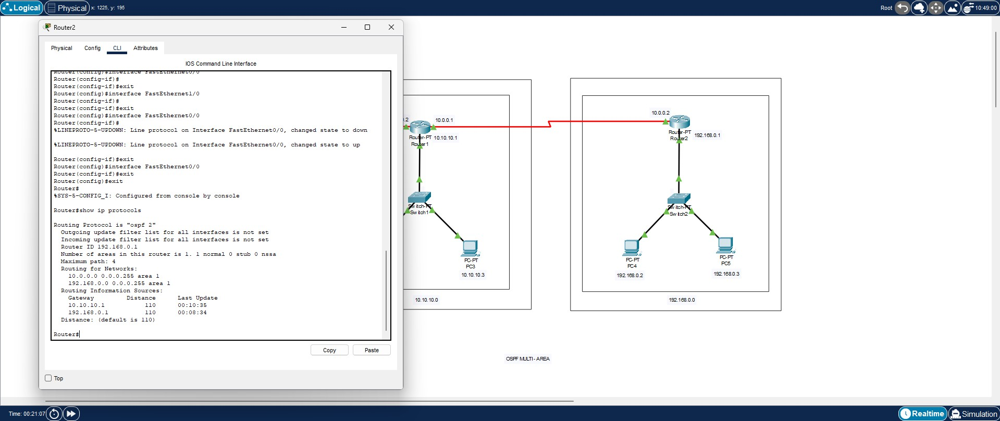 Logical
Physical
x: 1225, y: 195
Root
10:49:00
Router2
Physical
Config
CLI
Attributes
IOS Command Line Interface
Router(config)#interface FastEthernet0/0
Router(config-if)#
Router(config-if)#exit
Router(config)#interface FastEthernet1/0
Router(config-if)#
Router(config-if)#exit
Router(config)#interface FastEthernet0/0
Router(config-if)#
%LINEPROTO-5-UPDOWN: Line protocol on Interface FastEthernet0/0, changed state to down
%LINEPROTO-5-UPDOWN: Line protocol on Interface FastEthernet0/0, changed state to up
Router(config-if)#exit
Router(config)#interface FastEthernet0/0
Router(config-if)#exit
Router(config)#exit
Router#
%SYS-5-CONFIG_I: Configured from console by console
Router#show ip protocols
Routing Protocol is "ospf 2"
Outgoing update filter list for all interfaces is not set
Incoming update filter list for all interfaces is not set
Router ID 192.168.0.1
Number of areas in this router is 1. 1 normal 0 stub 0 nssa
Maximum path: 4
Routing for Networks:
10.0.0.0 0.0.0.255 area 1
192.168.0.0 0.0.0.255 area 1
Routing Information Sources:
Gateway Distance Last Update
10.10.10.1 110 00:10:35
192.168.0.1 110 00:08:34
Distance: (default is 110)
Router#
Copy
Paste
Top
.2
10.0.0.1
Router-PT
Router1
10.10.10.1
Switch-PT
Switch1
PC-PT
PC3
10.10.10.3
10.10.10.0
10.0.0.2
Router-PT
Router2
192.168.0.1
Switch-PT
Switch2
PC-PT
PC4
192.168.0.2
PC-PT
PC5
192.168.0.3
192.168.0.0
OSPF MULTI - AREA
Time: 00:21:07
Realtime
Simulation